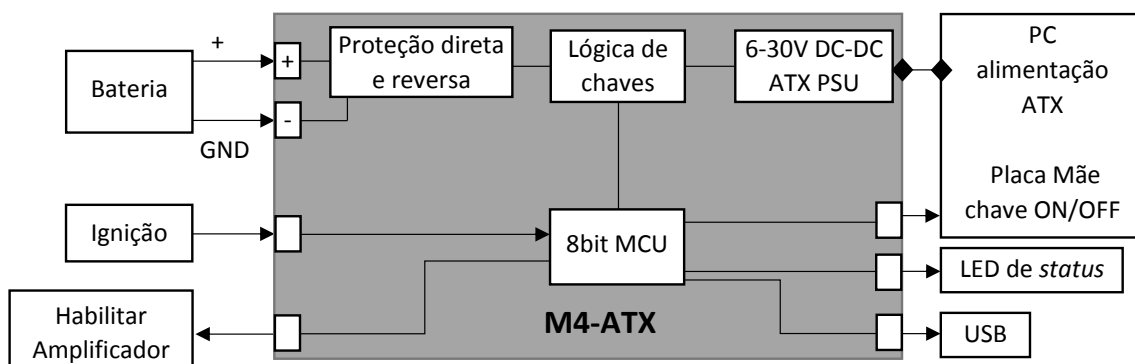 Bateria
+
GND
+
-
Proteção direta
e reversa
Lógica de
chaves
6-30V DC-DC
ATX PSU
PC
alimentação
ATX
Placa Mãe
chave ON/OFF
Ignição
8bit MCU
LED de status
Habilitar
Amplificador
M4-ATX
USB